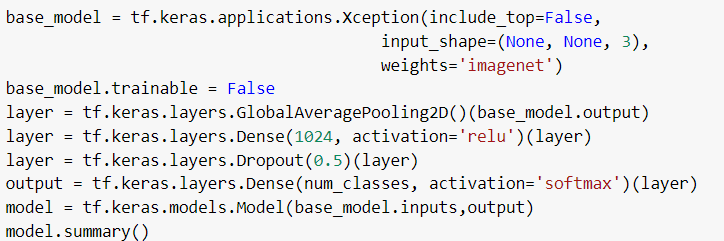 base_model = tf.keras.applications.Xception(include_top=False,
                                     input_shape=(None, None, 3),
                                     weights='imagenet')
base_model.trainable = False
layer = tf.keras.layers.GlobalAveragePooling2D()(base_model.output)
layer = tf.keras.layers.Dense(1024, activation='relu')(layer)
layer = tf.keras.layers.Dropout(0.5)(layer)
output = tf.keras.layers.Dense(num_classes, activation='softmax')(layer)
model = tf.keras.models.Model(base_model.inputs,output)
model.summary()